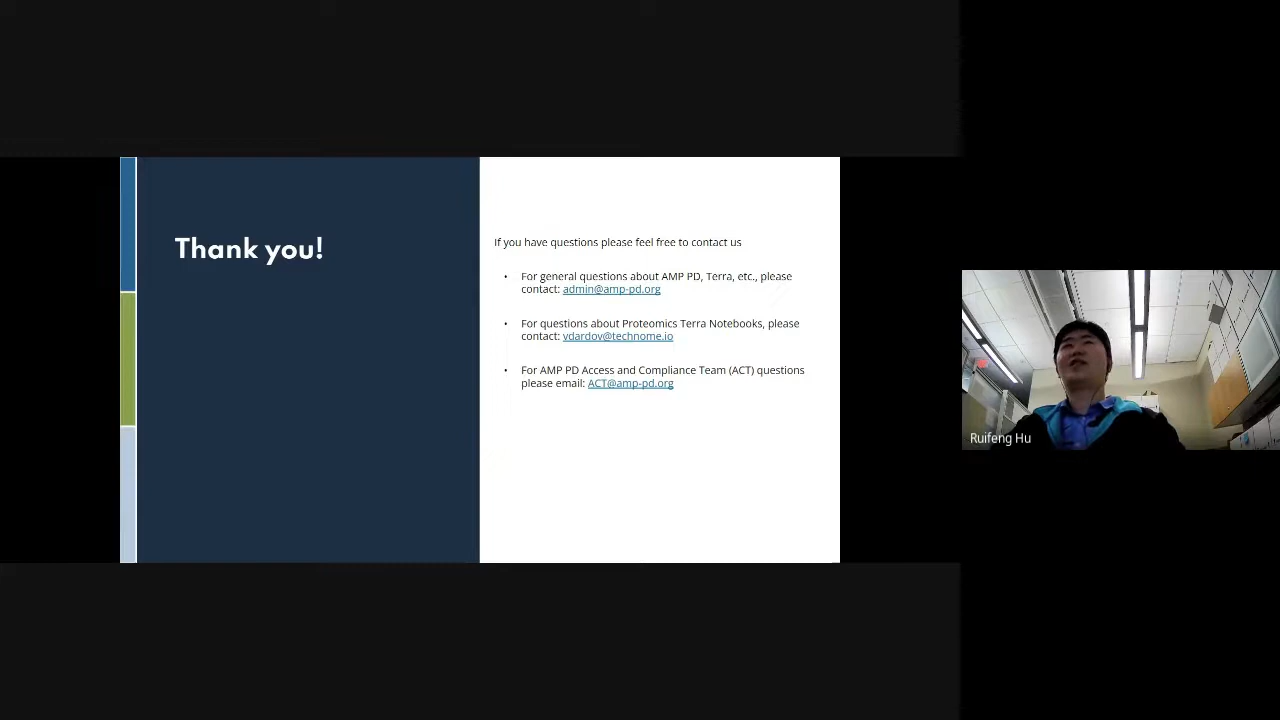 Thank you!
If you have questions please feel free to contact us
• For general questions about AMP PD, Terra, etc., please
contact: admin@amp-pd.org
• For questions about Proteomics Terra Notebooks, please
contact: vdardov@technome.io
• For AMP PD Access and Compliance Team (ACT) questions
please email: ACT@amp-pd.org
Ruifeng Hu